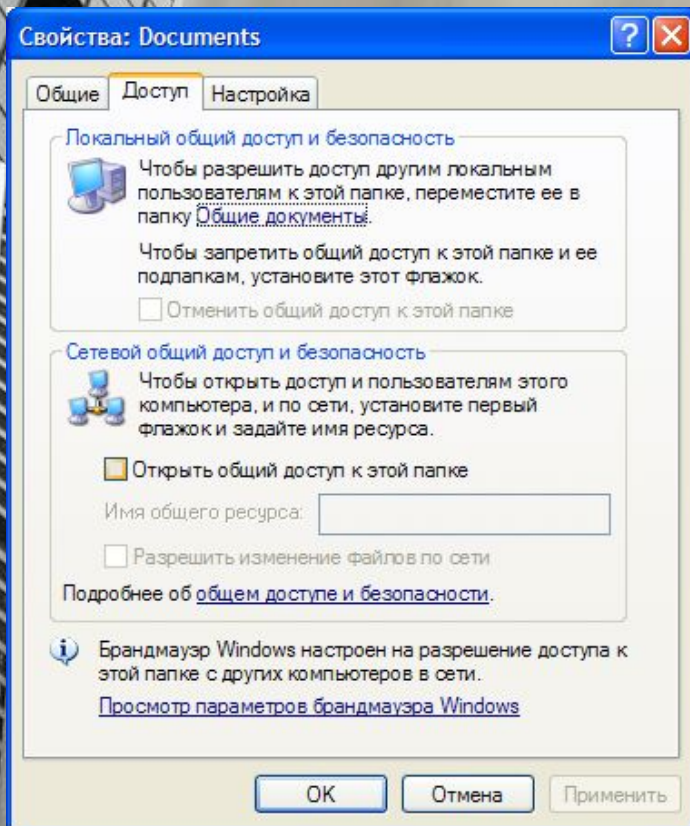 Свойства: Documents
Общие Доступ Настройка
Локальный общий доступ и безопасность
Чтобы разрешить доступ другим локальным
пользователям к этой папке, переместите ее в
папку Общие документы.
Чтобы запретить общий доступ к этой папке и ее
подпапкам, установите этот флажок.
Отменить общий доступ к этой папке
Сетевой общий доступ и безопасность
Чтобы открыть доступ и пользователям этого
компьютера, и по сети, установите первый
флажок и задайте имя ресурса.
Открыть общий доступ к этой папке
Имя общего ресурса:
Разрешить изменение файлов по сети
Подробнее об общем доступе и безопасности.
Брандмауэр Windows настроен на разрешение доступа к
этой папке с других компьютеров в сети.
Просмотр параметров брандмауэра Windows
OK Отмена Применить